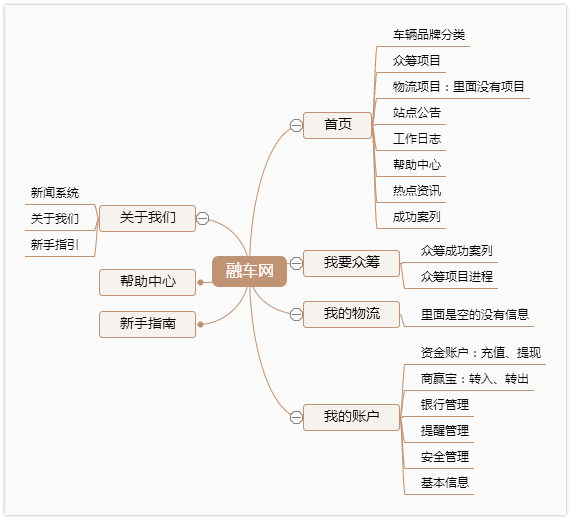 融车网
首页
车辆品牌分类
众筹项目
物流项目：里面没有项目
站点公告
工作日志
帮助中心
热点资讯
成功案列
我要众筹
众筹成功案列
众筹项目进程
我的物流
里面是空的没有信息
我的账户
资金账户：充值、提现
商赢宝：转入、转出
银行管理
提醒管理
安全管理
基本信息
关于我们
新闻系统
关于我们
新手指引
帮助中心
新手指南